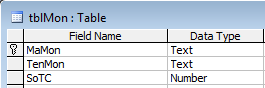 tblMon : Table
Field Name Data Type
MaMon Text
TenMon Text
SoTC Number